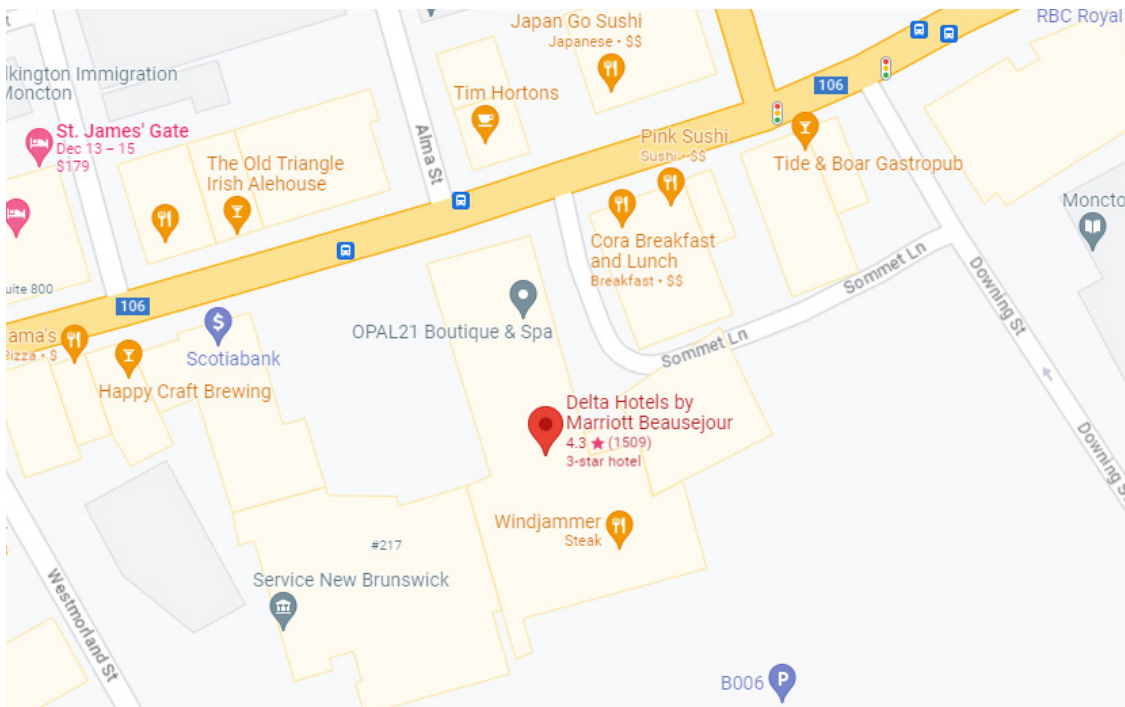 Japan Go Sushi
Japanese • $$
RBC Royal
lkington Immigration
Moncton
106
Tim Hortons
St. James' Gate
Dec 13 – 15
$179
Alma St
Pink Sushi
Sushi • $$
The Old Triangle
Irish Alehouse
Tide & Boar Gastropub
Moncto
Cora Breakfast
and Lunch
Breakfast • $$
Sommet Ln
Downing St
uite 800
106
OPAL21 Boutique & Spa
ama's
Pizza • $
Scotiabank
Sommet Ln
Happy Craft Brewing
Delta Hotels by
Marriott Beausejour
4.3 ★ (1509)
3-star hotel
Downing S
Windjammer
Steak
#217
Service New Brunswick
Westmorland St
B006
P